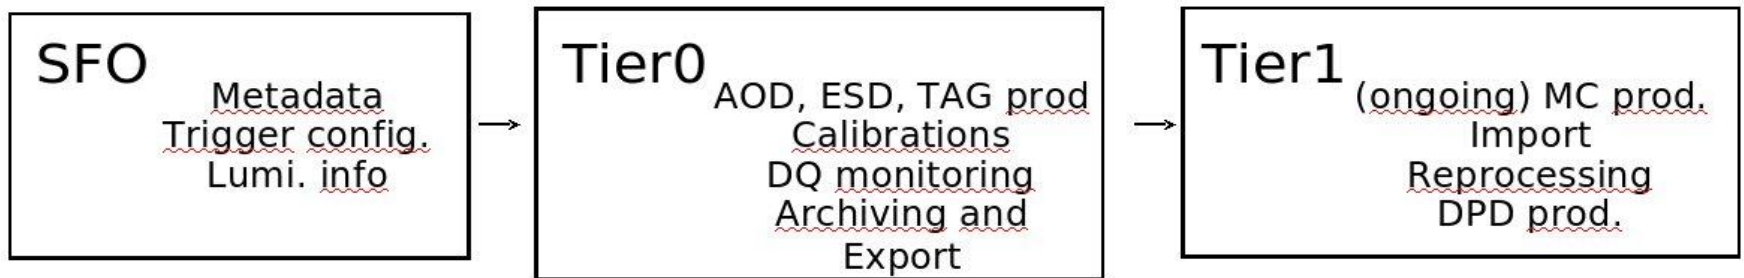 SFO
Metadata
Trigger config.
Lumi. info
Tier0
AOD, ESD, TAG prod
Calibrations
DQ monitoring
Archiving and
Export
Tier1
(ongoing) MC prod.
Import
Reprocessing
DPD prod.